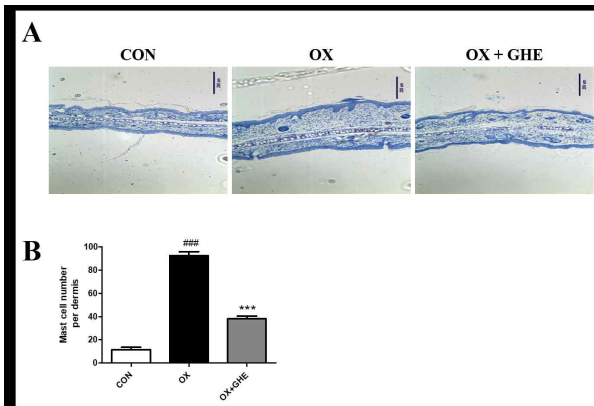 A
CON
OX
OX + GHE
B
Mast cell number
per dermis
100
80
60
40
20
0
###
***
CON
OX
OX+GHE